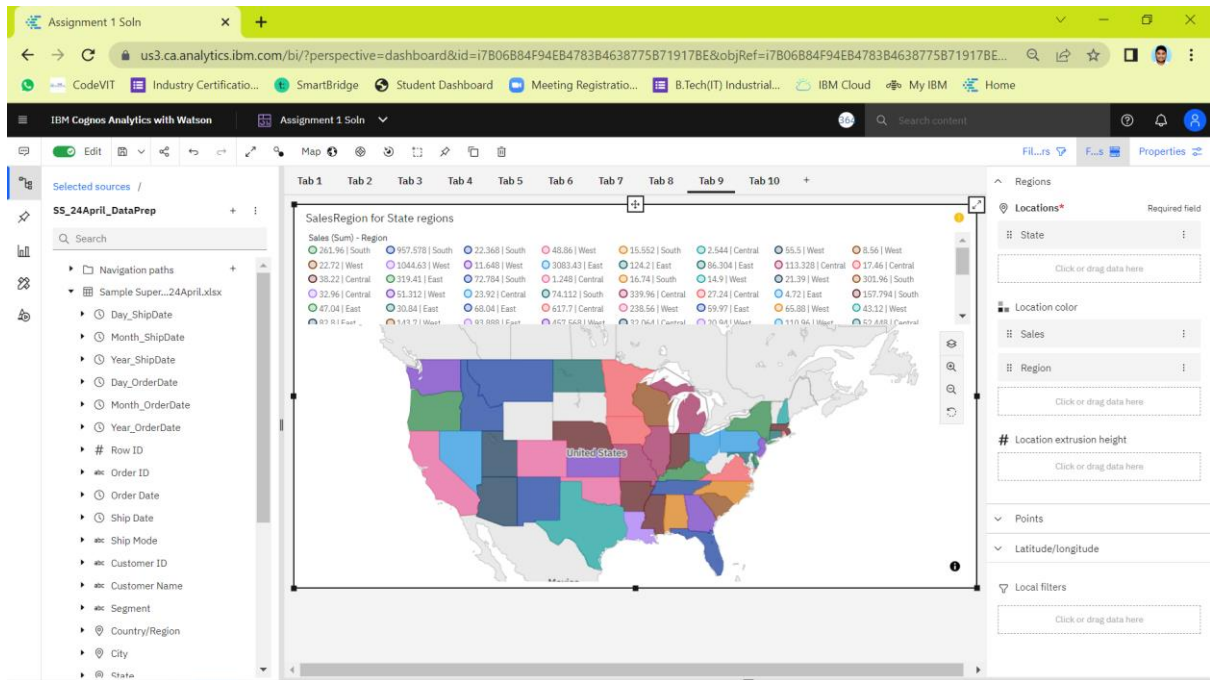 Assignment 1 Soln
us3.ca.analytics.ibm.com/bi/?perspective=dashboard&id=i7B06B84F94EB4783B4638775B71917BE&objRef=i7B06B84F94EB4783B4638775B71917BE...
CodeVIT Industry Certificatio... SmartBridge Student Dashboard Meeting Registratio... B.Tech(IT) Industrial... IBM Cloud My IBM Home
IBM Cognos Analytics with Watson Assignment 1 Soln 364 Search content
Edit Map Fil...rs F...s Properties
Selected sources /
SS_24April_DataPrep
Search
Navigation paths
Sample Super...24April.xlsx
Day_ShipDate
Month_ShipDate
Year_ShipDate
Day_OrderDate
Month_OrderDate
Year_OrderDate
# Row ID
abc Order ID
Order Date
Ship Date
abc Ship Mode
abc Customer ID
abc Customer Name
abc Segment
Country/Region
City
State
Tab 1 Tab 2 Tab 3 Tab 4 Tab 5 Tab 6 Tab 7 Tab 8 Tab 9 Tab 10 +
SalesRegion for State regions
Sales (Sum) - Region
261.96 | South 957.578 | South 22.368 | South 48.86 | West 15.552 | South 2.544 | Central 55.5 | West 8.56 | West
22.72 | West 1044.63 | West 11.648 | West 3083.43 | East 124.2 | East 86.304 | East 113.328 | Central 17.46 | Central
38.22 | Central 319.41 | East 72.784 | South 1.248 | Central 16.74 | South 14.9 | West 21.39 | West 301.96 | South
32.96 | Central 51.312 | West 23.92 | Central 74.112 | South 339.96 | Central 27.24 | Central 4.72 | East 157.794 | South
47.04 | East 30.84 | East 68.04 | East 617.7 | Central 238.56 | West 59.97 | East 65.88 | West 43.12 | West
United States
Regions
Locations* Required field
State
Click or drag data here
Location color
Sales
Region
Click or drag data here
# Location extrusion height
Click or drag data here
Points
Latitude/longitude
Local filters
Click or drag data here